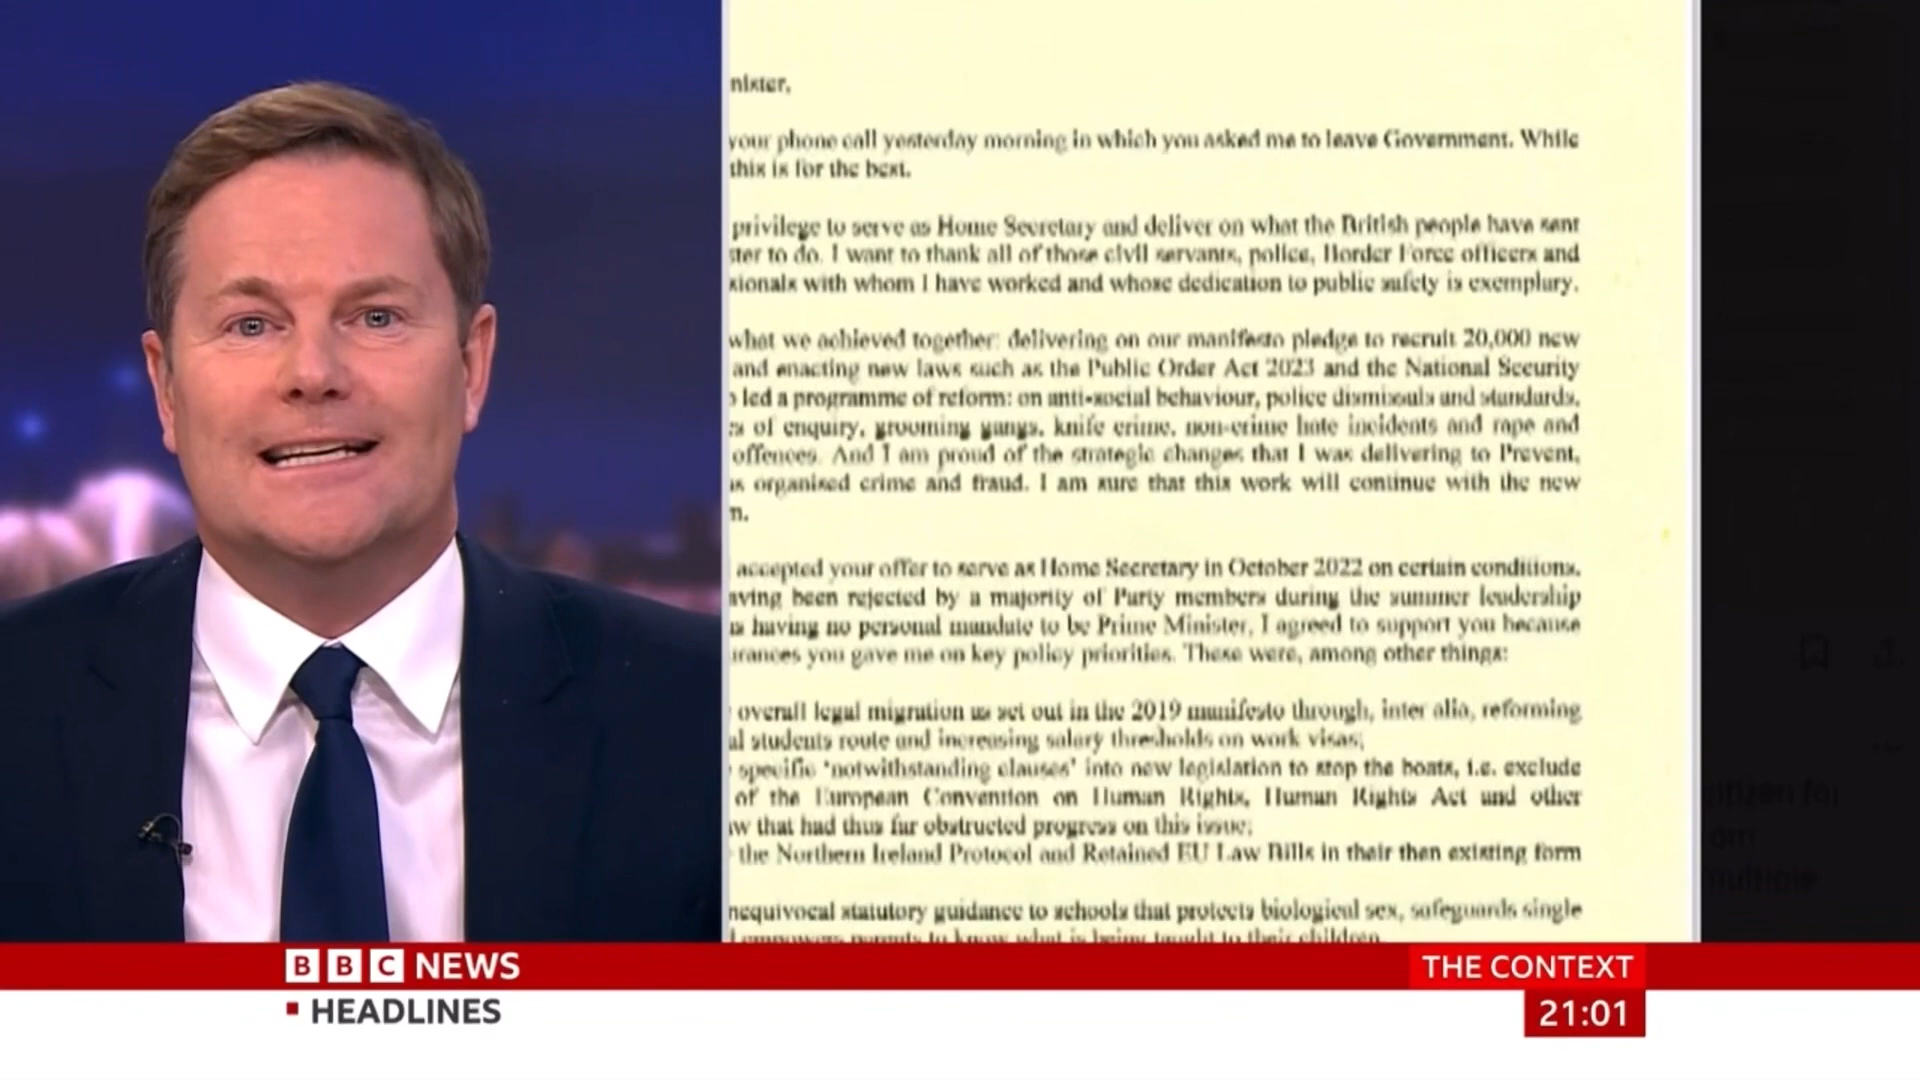 nister,
your phone call yesterday morning in which you asked me to leave Government. While
this is for the best.
privilege to serve as Home Secretary and deliver on what the British people have sent
ster to do. I want to thank all of those civil servants, police, Border Force officers and
sionals with whom I have worked and whose dedication to public safety is exemplary.
what we achieved together: delivering on our manifesto pledge to recruit 20,000 new
and enacting new laws such as the Public Order Act 2023 and the National Security
led a programme of reform: on anti-social behaviour, police dismissals and standards,
of enquiry, grooming gangs, knife crime, non-crime hate incidents and rape and
offences. And I am proud of the strategic changes that I was delivering to Prevent,
organised crime and fraud. I am sure that this work will continue with the new
n.
accepted your offer to serve as Home Secretary in October 2022 on certain conditions.
aving been rejected by a majority of Party members during the summer leadership
having no personal mandate to be Prime Minister, I agreed to support you because
urances you gave me on key policy priorities. These were, among other things:
overall legal migration as set out in the 2019 manifesto through, inter alia, reforming
al students route and increasing salary thresholds on work visas;
specific 'notwithstanding clauses' into new legislation to stop the boats, i.e. exclude
of the European Convention on Human Rights, Human Rights Act and other
aw that had thus far obstructed progress on this issue;
the Northern Ireland Protocol and Retained EU Law Bills in their then existing form
nequivocal statutory guidance to schools that protects biological sex, safeguards single
empowers parents to know what is being taught to their children
BBC NEWS
THE CONTEXT
HEADLINES
21:01